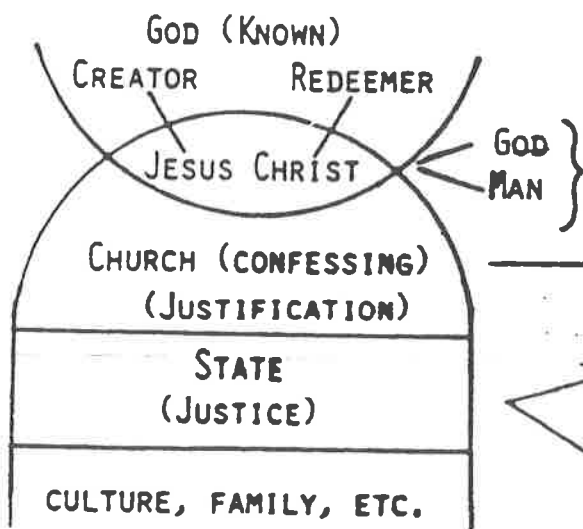 GOD (KNOWN)
CREATOR REDEEMER
JESUS CHRIST
GOD
MAN
CHURCH (CONFESSING)
(JUSTIFICATION)
STATE
(JUSTICE)
CULTURE, FAMILY, ETC.